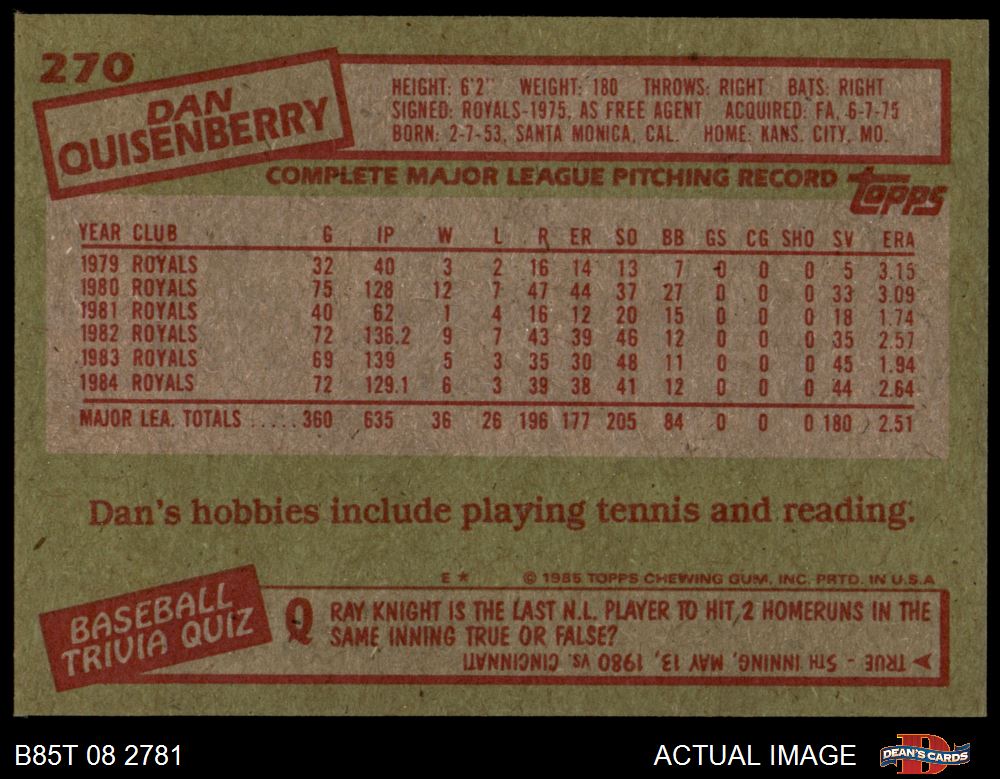 270
DAN
QUISENBERRY
HEIGHT: 6'2" WEIGHT: 180 THROWS: RIGHT BATS: RIGHT
SIGNED: ROYALS-1975, AS FREE AGENT ACQUIRED: FA, 6-7-75
BORN: 2-7-53, SANTA MONICA, CAL. HOME: KANS. CITY, MO.
COMPLETE MAJOR LEAGUE PITCHING RECORD topps
YEAR CLUB G IP W L R ER SO BB GS CG SHO SV ERA
1979 ROYALS 32 40 3 2 16 14 13 7 0 0 0 5 3.15
1980 ROYALS 75 128 12 7 47 44 37 27 0 0 0 33 3.09
1981 ROYALS 40 62 1 4 16 12 20 15 0 0 0 18 1.74
1982 ROYALS 72 136.2 9 7 43 39 46 12 0 0 0 35 2.57
1983 ROYALS 69 139 5 3 35 30 48 11 0 0 0 45 1.94
1984 ROYALS 72 129.1 6 3 39 38 41 12 0 0 0 44 2.64
MAJOR LEA. TOTALS ..... 360 635 36 26 196 177 205 84 0 0 0 180 2.51
Dan's hobbies include playing tennis and reading.
E * © 1985 TOPPS CHEWING GUM, INC. PRTD. IN U.S.A
BASEBALL
TRIVIA QUIZ
Q RAY KNIGHT IS THE LAST N.L. PLAYER TO HIT 2 HOMERUNS IN THE
SAME INNING TRUE OR FALSE?
TRUE - 5TH INNING, MAY 13, 1980 vs. CINCINNATI
B85T 08 2781 ACTUAL IMAGE DEAN'S CARDS